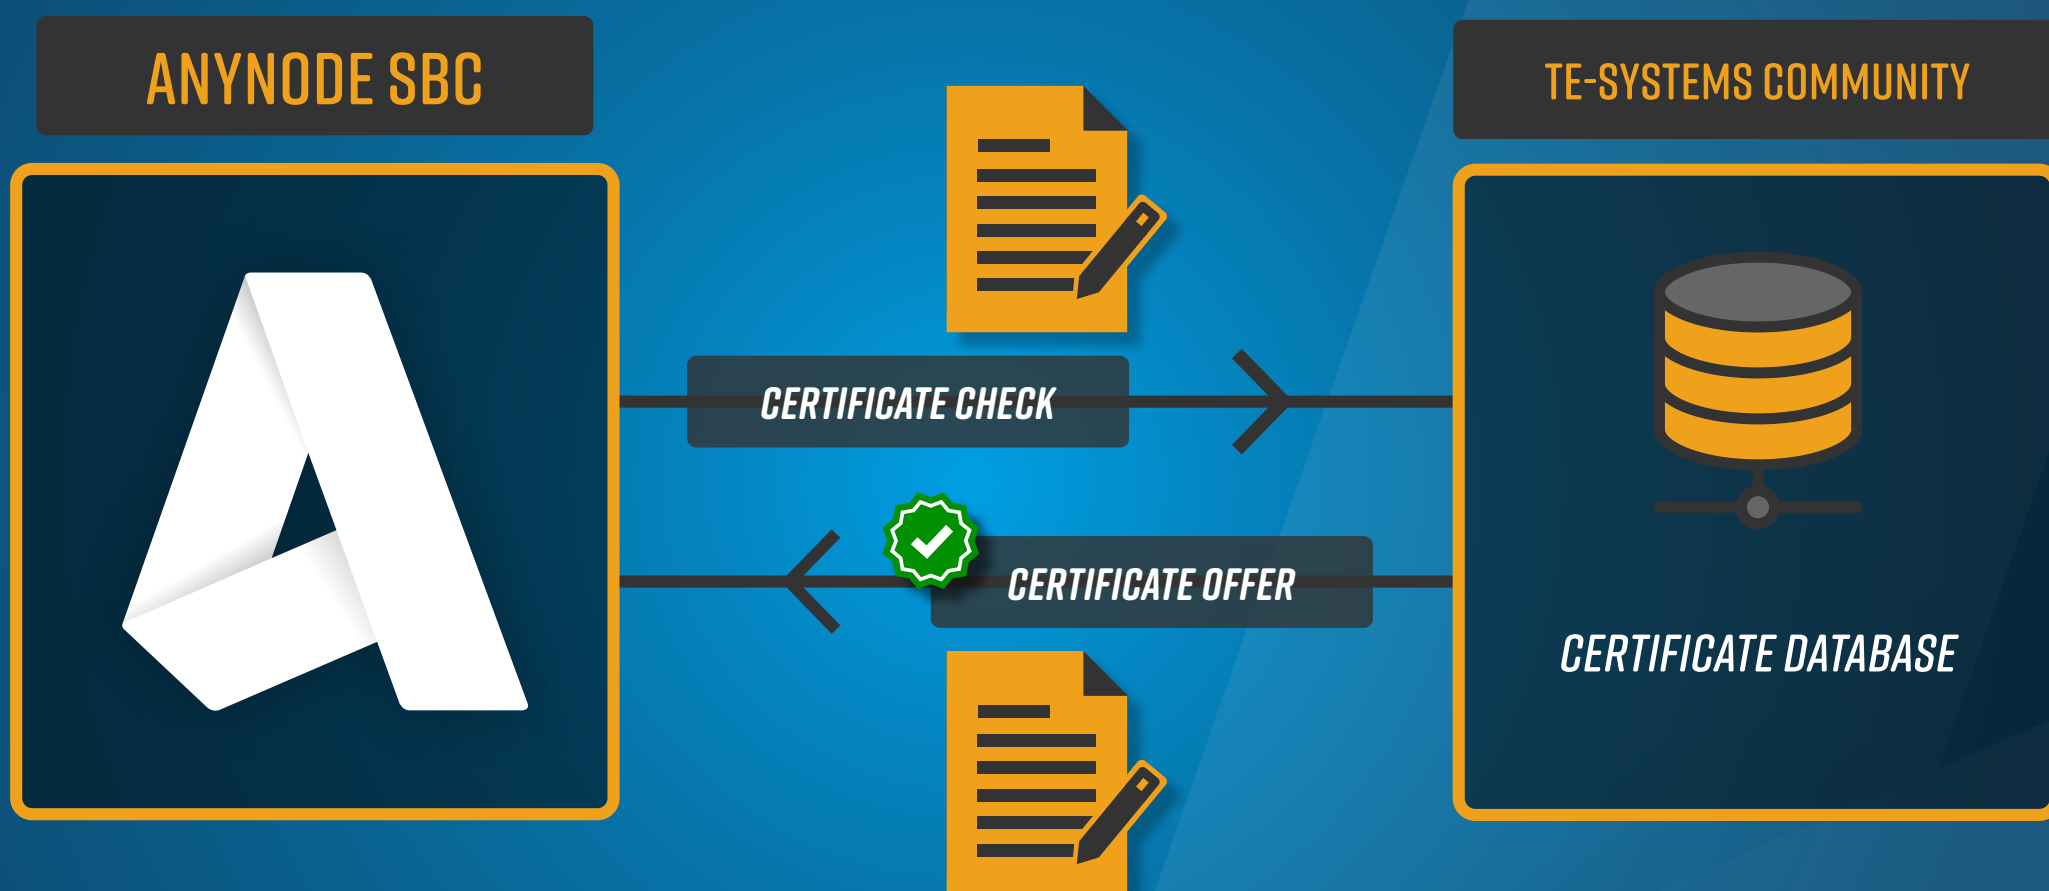 ANYNODE SBC
TE-SYSTEMS COMMUNITY
CERTIFICATE CHECK
CERTIFICATE OFFER
CERTIFICATE DATABASE